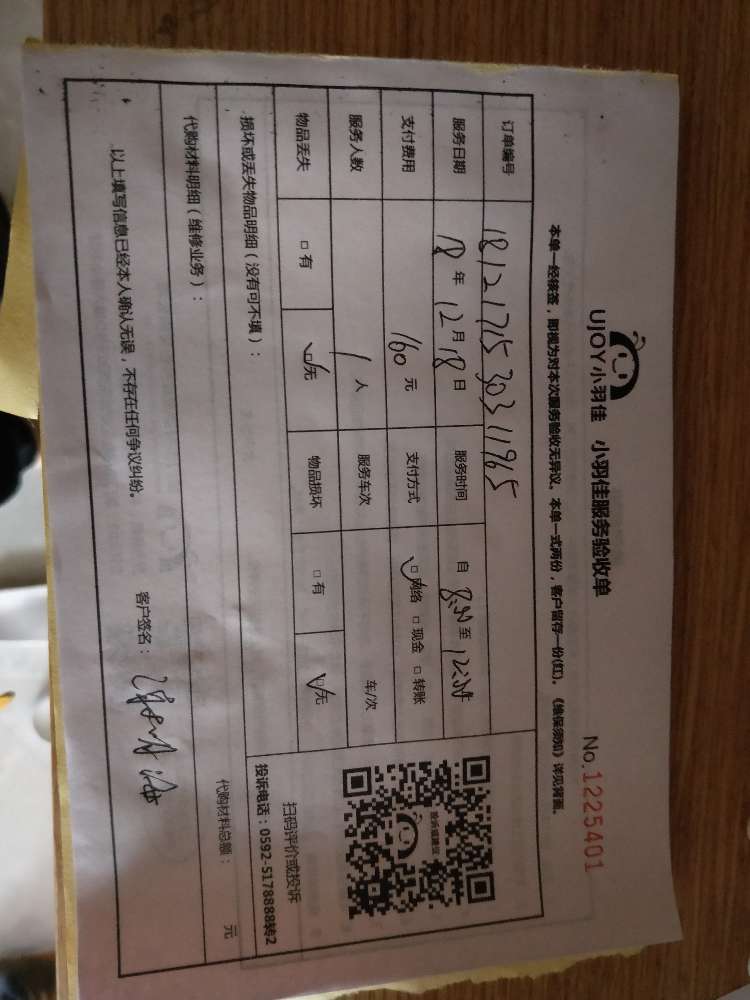 UJOY小羽佳 小羽佳服务验收单
No.1225401
本单一经核签，即视为对本次服务验收无异议。本单一式两份，客户留存一份(红)。《维保须知》详见背面。
订单编号 1812171530311965
服务日期 18 年 12 月 18 日 服务时间 自 8:00 至
支付费用 160 元 支付方式 □网络 □现金 □转账
服务人数 1 人 服务车次 车/次
物品丢失 □有 □无 物品损坏 □有 □无
投诉或建议
扫码评价或投诉
投诉电话：0592-5178888转2
损坏或丢失物品明细（没有可不填）：
代购材料明细（维修业务）： 代购材料总额： 元
以上填写信息已经本人确认无误，不存在任何争议纠纷。 客户签名：